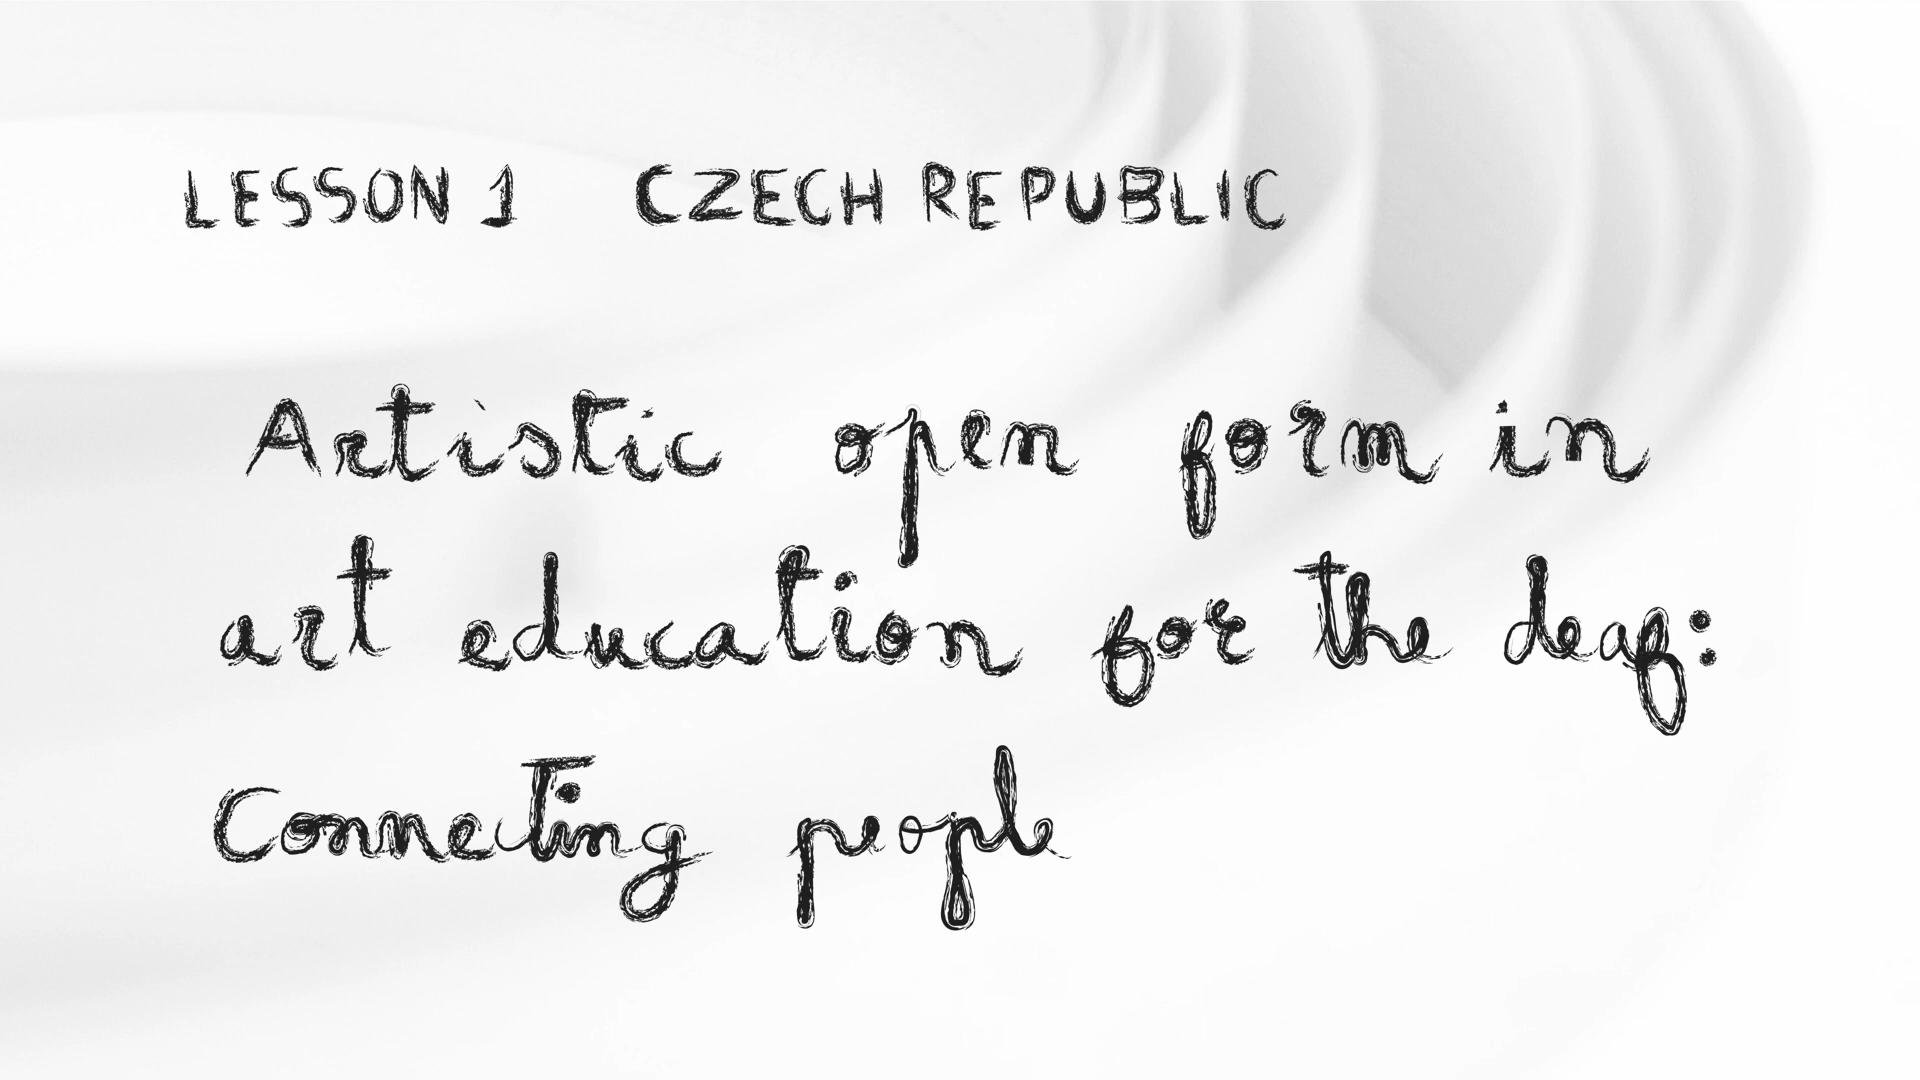 LESSON 1 CZECH REPUBLIC
Artistic open form in
art education for the deaf:
Connecting people